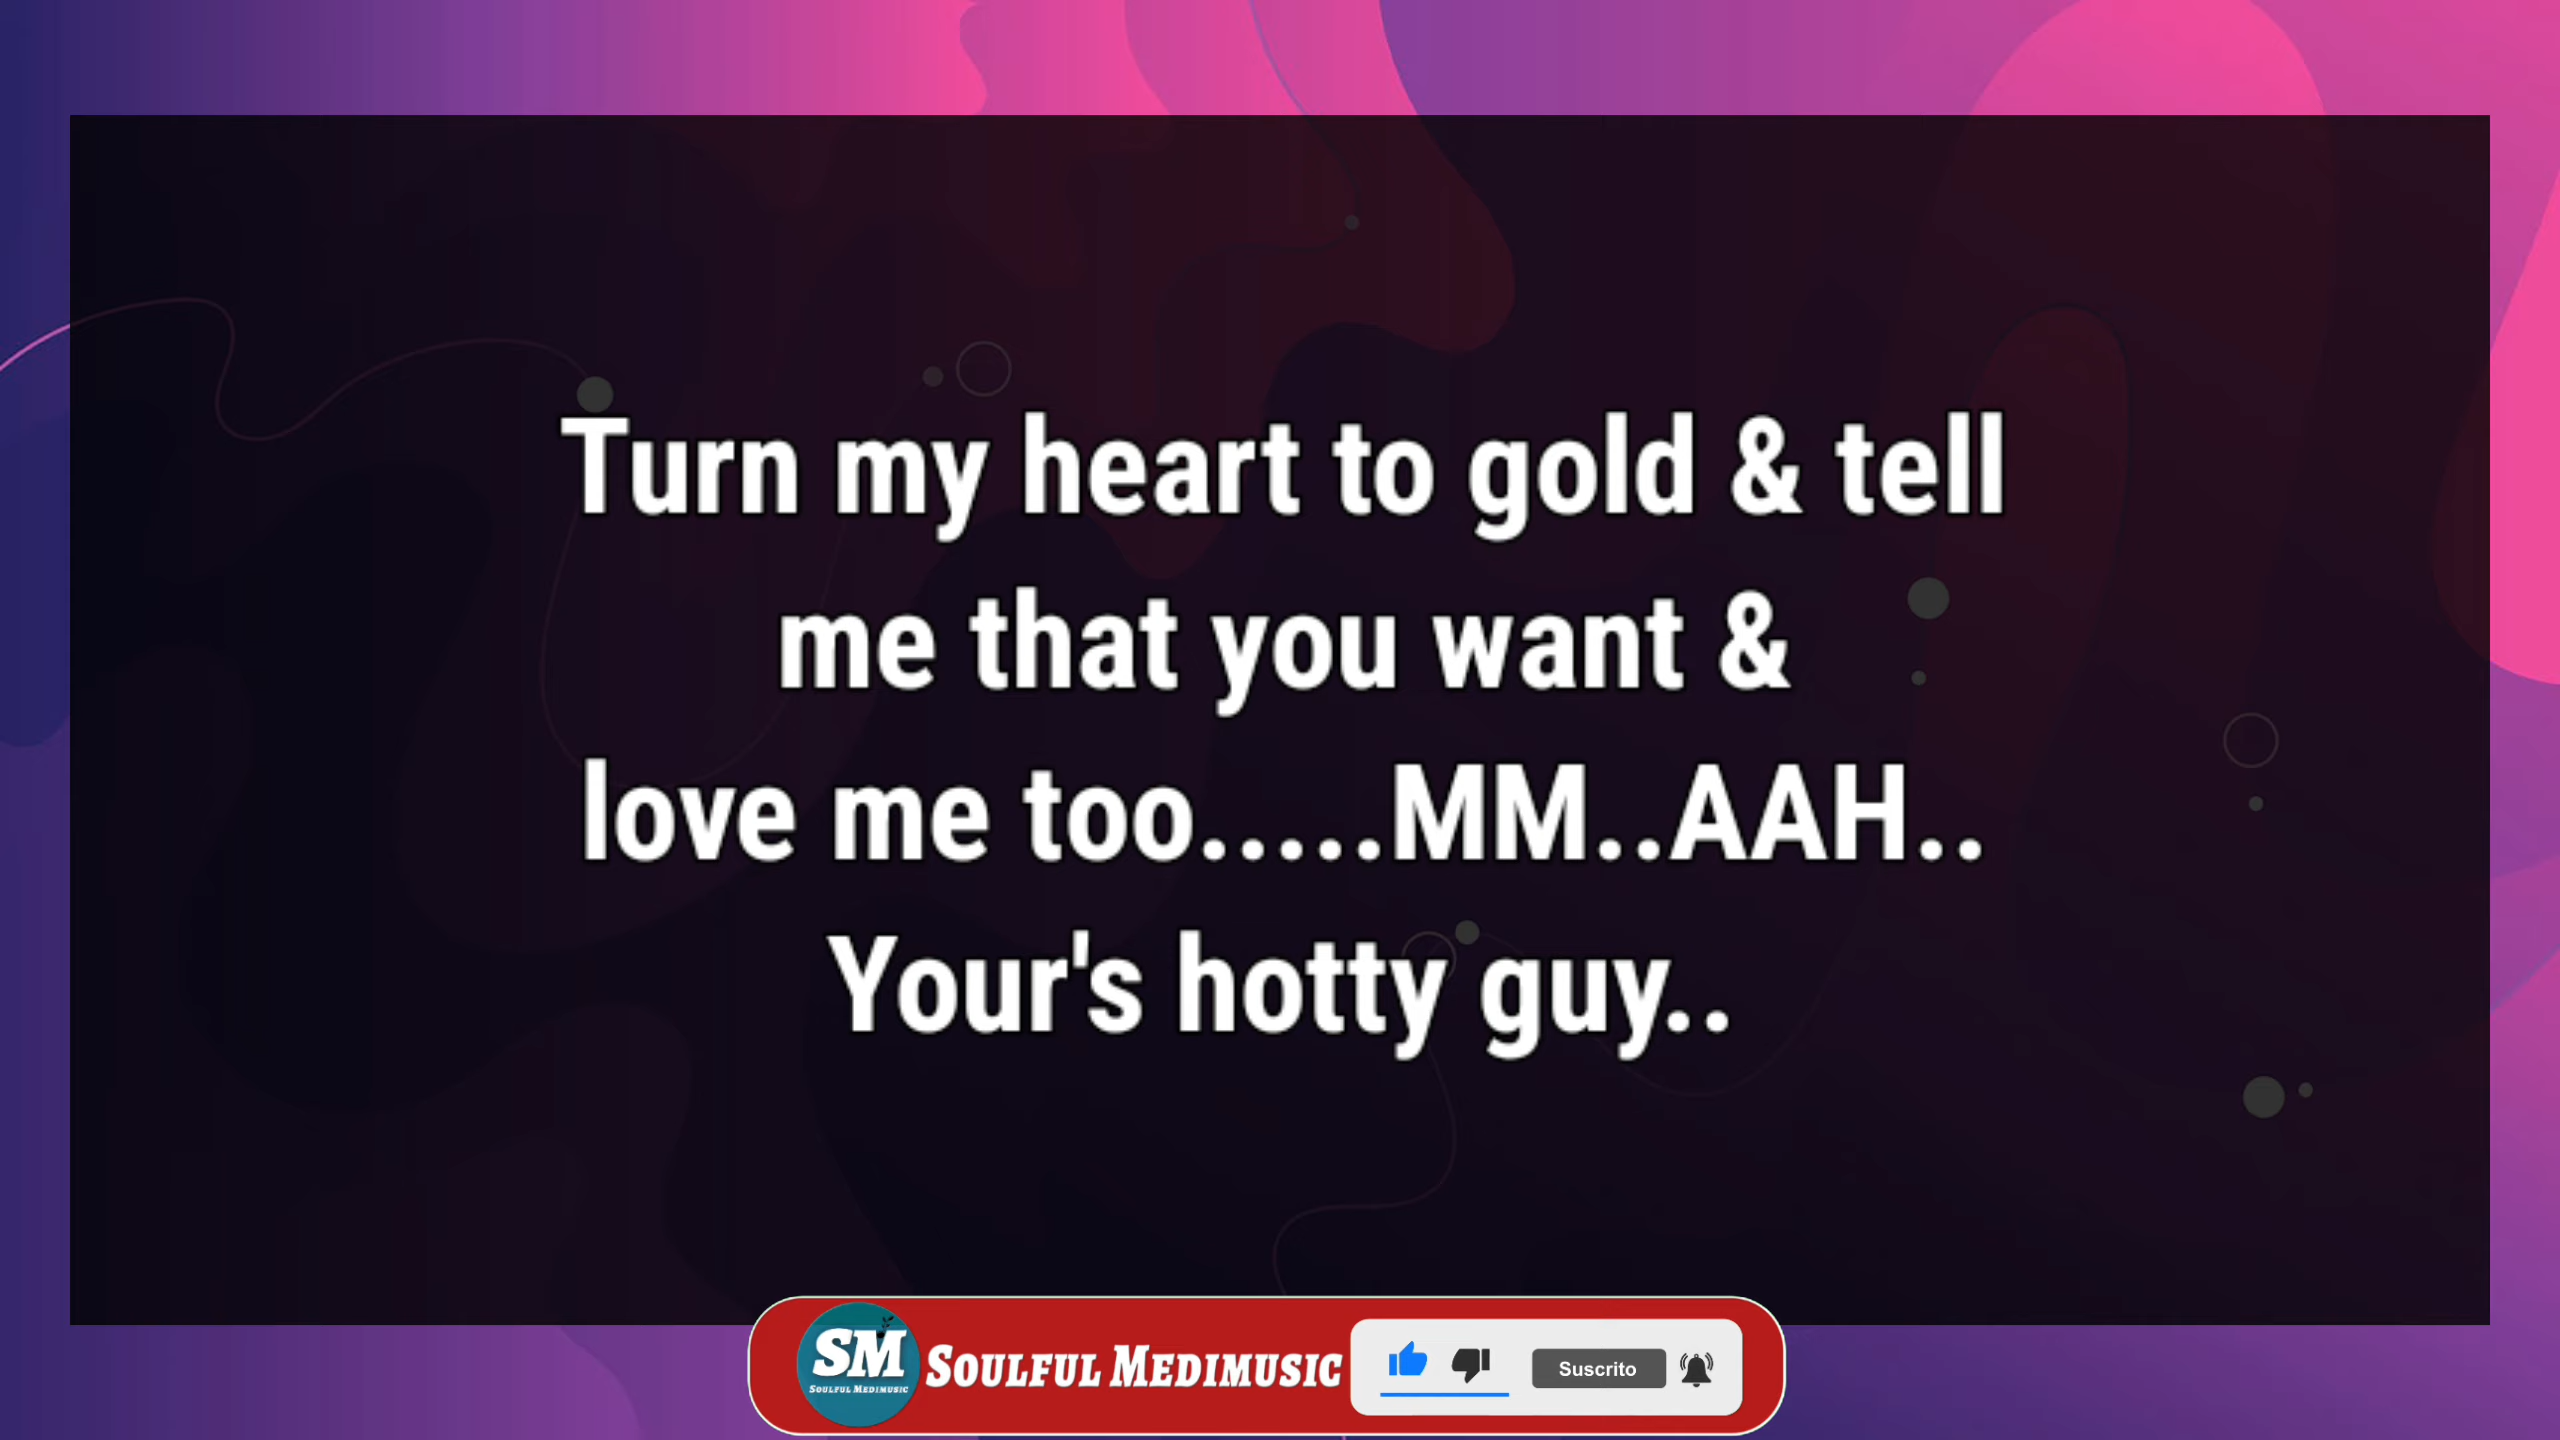 Turn my heart to gold & tell
me that you want &
love me too.....MM..AAH..
Your's hotty guy..
SM
SOULFUL MEDIMUSIC
SOULFUL MEDIMUSIC
Suscrito